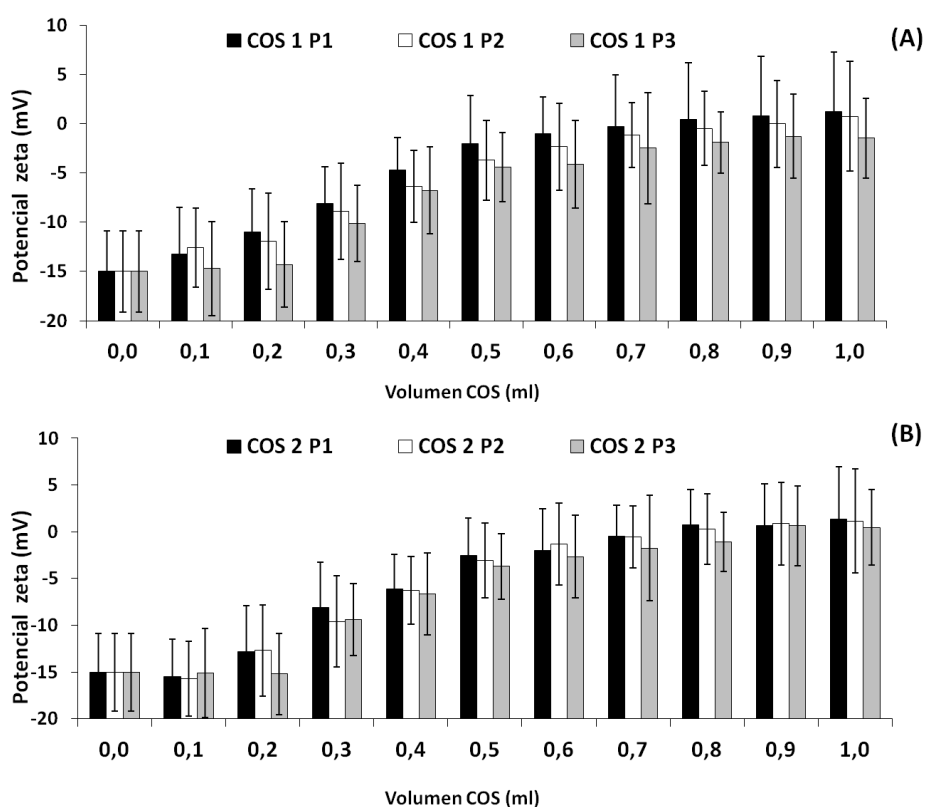 COS 1 P1 COS 1 P2 COS 1 P3
(A)
Potencial zeta (mV)
10
5
0
-5
-10
-15
-20
0,0 0,1 0,2 0,3 0,4 0,5 0,6 0,7 0,8 0,9 1,0
Volumen COS (ml)
COS 2 P1 COS 2 P2 COS 2 P3
(B)
Potencial zeta (mV)
10
5
0
-5
-10
-15
-20
0,0 0,1 0,2 0,3 0,4 0,5 0,6 0,7 0,8 0,9 1,0
Volumen COS (ml)